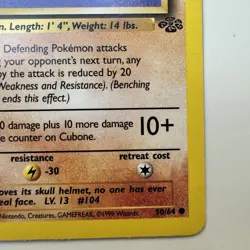 n. Length: 1' 4", Weight: 14 lbs.
Defending Pokémon attacks
g your opponent's next turn, any
by the attack is reduced by 20
Weakness and Resistance). (Benching
ends this effect.)
0 damage plus 10 more damage
e counter on Cubone. 10+
resistance retreat cost
-30
oves its skull helmet, no one has ever
eal face. LV. 13 #104
Nintendo, Creatures, GAMEFREAK. ©1999 Wizards. 50/64